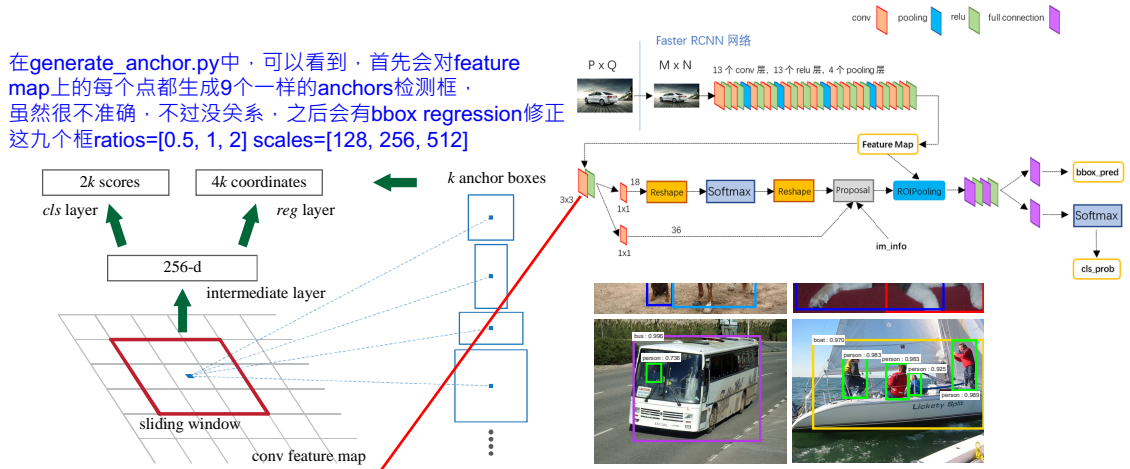 conv
pooling
relu
full connection
Faster RCNN 网络
P x Q
M x N
13 个 conv 层, 13 个 relu 层, 4 个 pooling 层
在generate_anchor.py中，可以看到，首先会对feature
map上的每个点都生成9个一样的anchors检测框，
虽然很不准确，不过没关系，之后会有bbox regression修正
这九个框ratios=[0.5, 1, 2] scales=[128, 256, 512]
2k scores
4k coordinates
k anchor boxes
cls layer
reg layer
256-d
intermediate layer
sliding window
conv feature map
Feature Map
3x3
18
1x1
Reshape
Softmax
Reshape
Proposal
ROIPooling
bbox_pred
36
1x1
im_info
Softmax
cls_prob
bus : 0.996
person : 0.736
boat : 0.970
person : 0.983
person : 0.983
person : 0.925
person : 0.989
Lickety Split